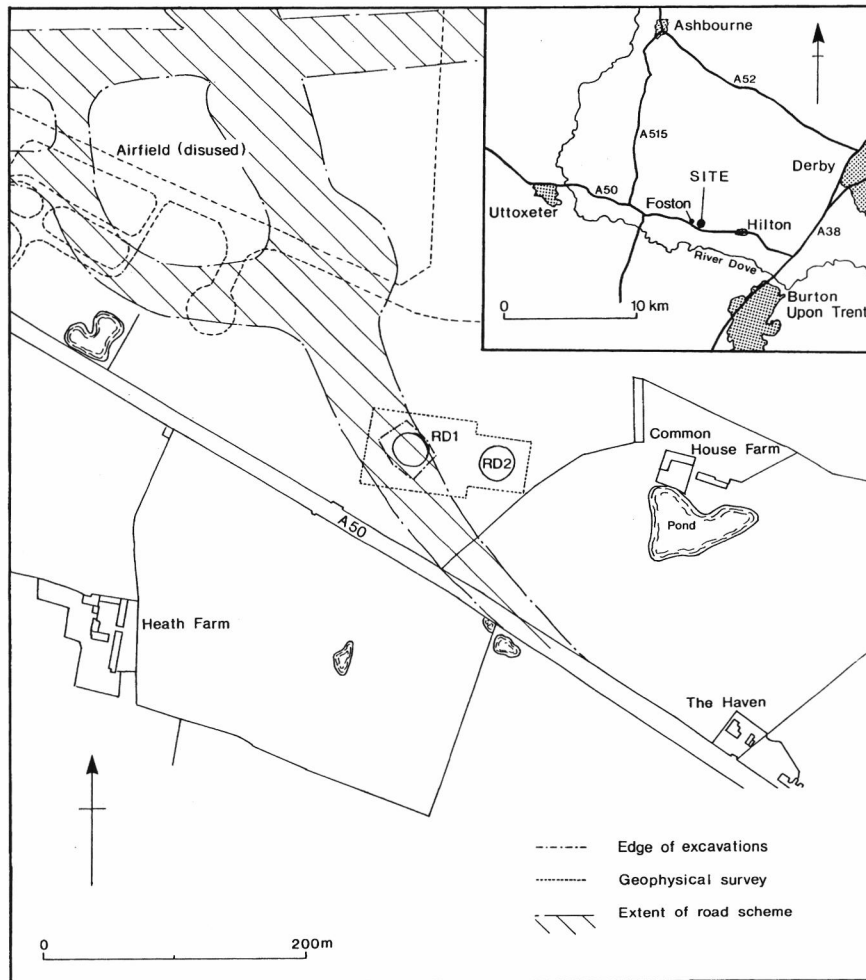 Ashbourne
A52
A515
Derby
SITE
A50
Foston
Uttoxeter
Hilton
A38
River Dove
Burton
Upon Trent
0 10 km
Airfield (disused)
RD1
RD2
Common
House Farm
Pond
A50
Heath Farm
The Haven
Edge of excavations
Geophysical survey
Extent of road scheme
0 200m